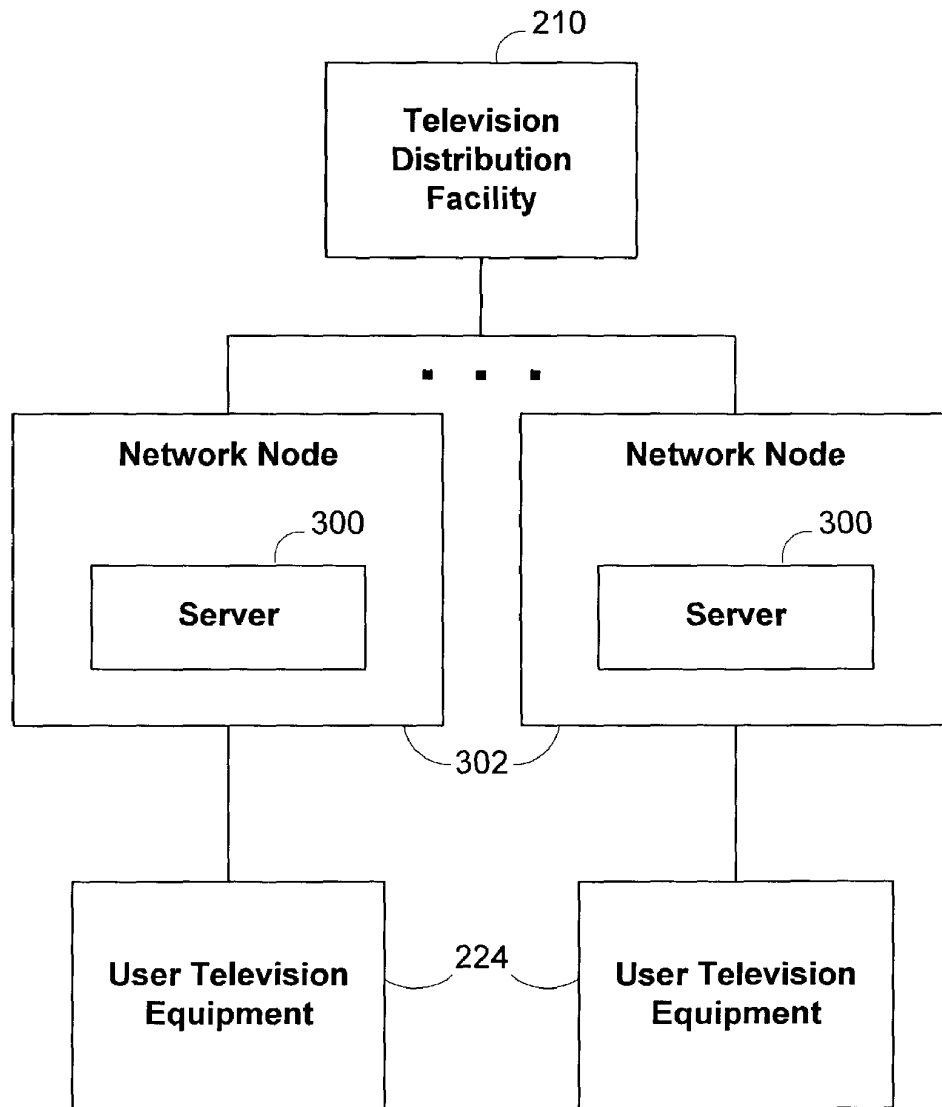 210
Television
Distribution
Facility
Network Node
Network Node
300
300
Server
Server
302
224
User Television
Equipment
User Television
Equipment